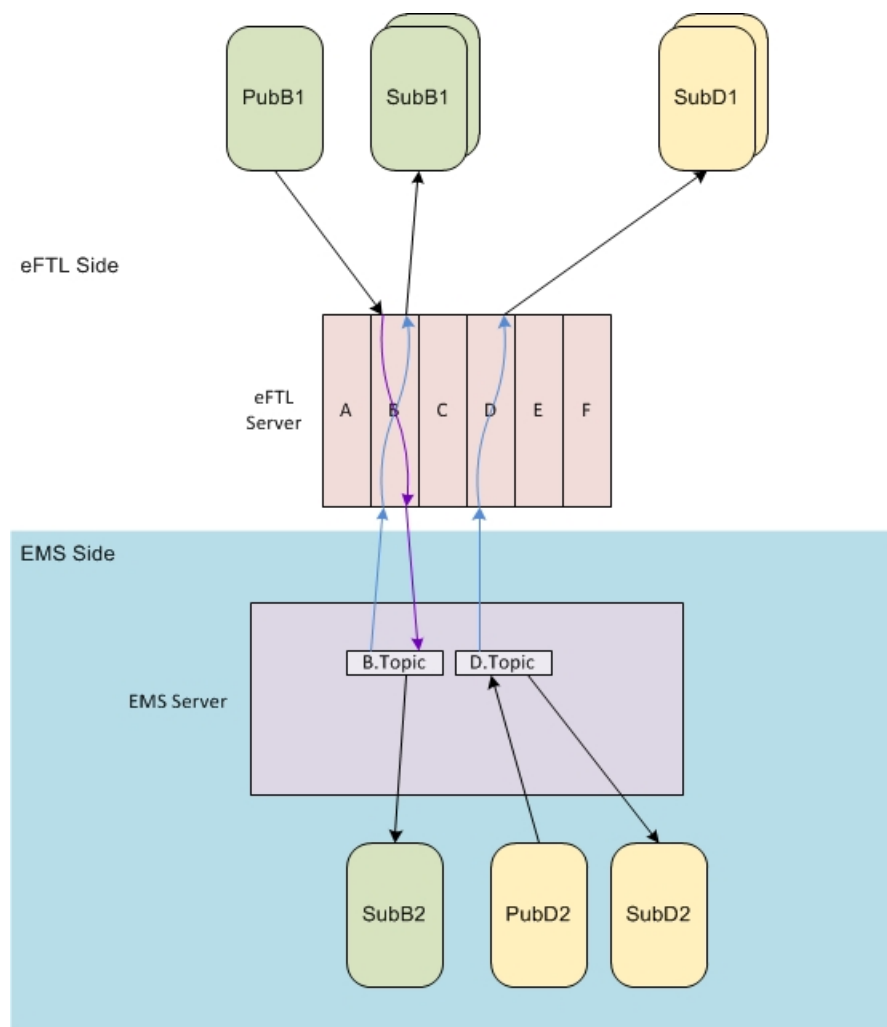 PubB1
SubB1
SubD1
eFTL Side
eFTL
Server
A
B
C
D
E
F
EMS Side
B.Topic
D.Topic
EMS Server
SubB2
PubD2
SubD2